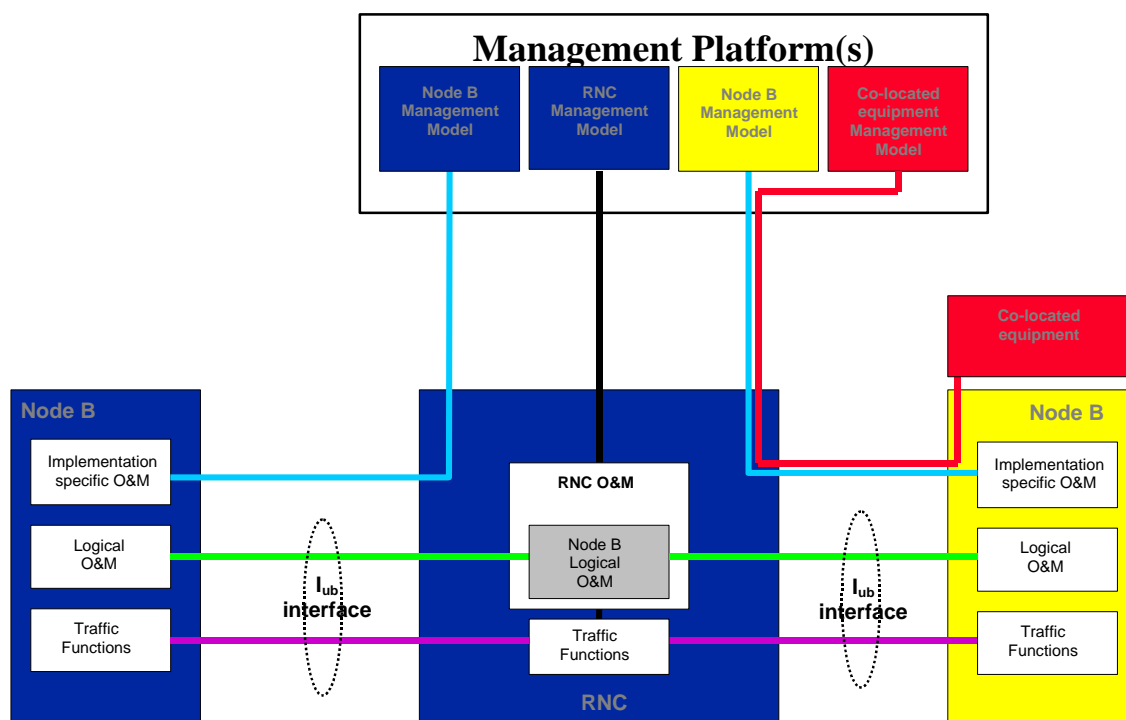 Management Platform(s)
Node B
Management
Model
RNC
Management
Model
Node B
Management
Model
Co-located
equipment
Management
Model
Co-located
equipment
Node B
Implementation
specific O&M
Logical
O&M
Traffic
Functions
Iub
interface
RNC O&M
Node B
Logical
O&M
Traffic
Functions
RNC
Iub
interface
Node B
Implementation
specific O&M
Logical
O&M
Traffic
Functions